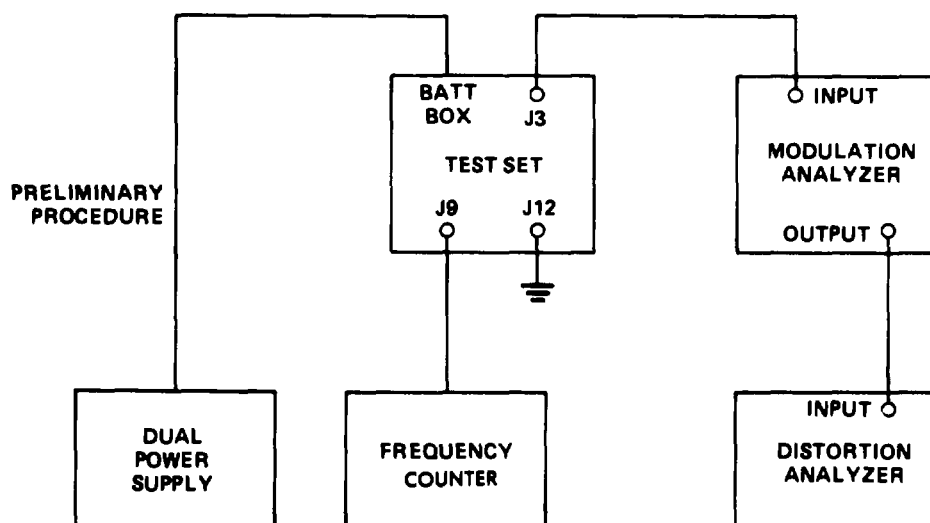 BATT
BOX
J3
INPUT
TEST SET
MODULATION
ANALYZER
PRELIMINARY
PROCEDURE
J9
J12
OUTPUT
DUAL
POWER
SUPPLY
FREQUENCY
COUNTER
INPUT
DISTORTION
ANALYZER